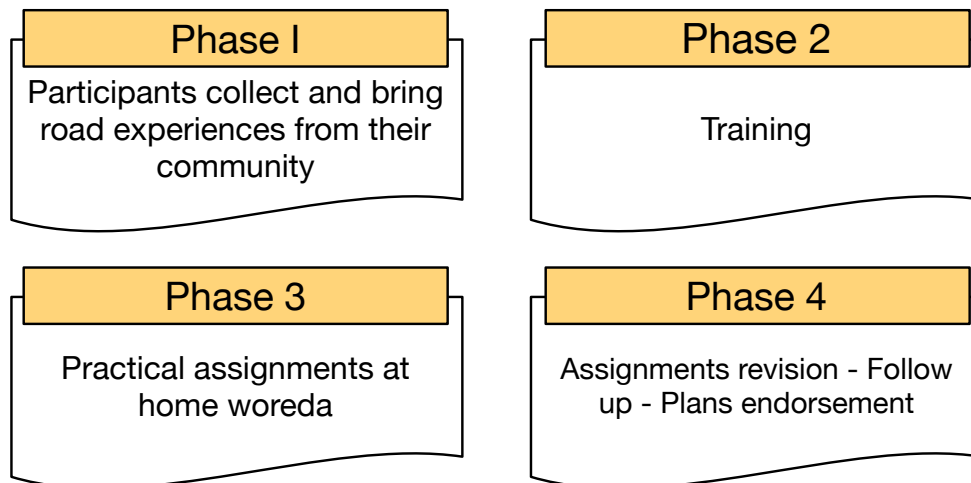 Phase I
Participants collect and bring
road experiences from their
community
Phase 2
Training
Phase 3
Practical assignments at
home woreda
Phase 4
Assignments revision - Follow
up - Plans endorsement